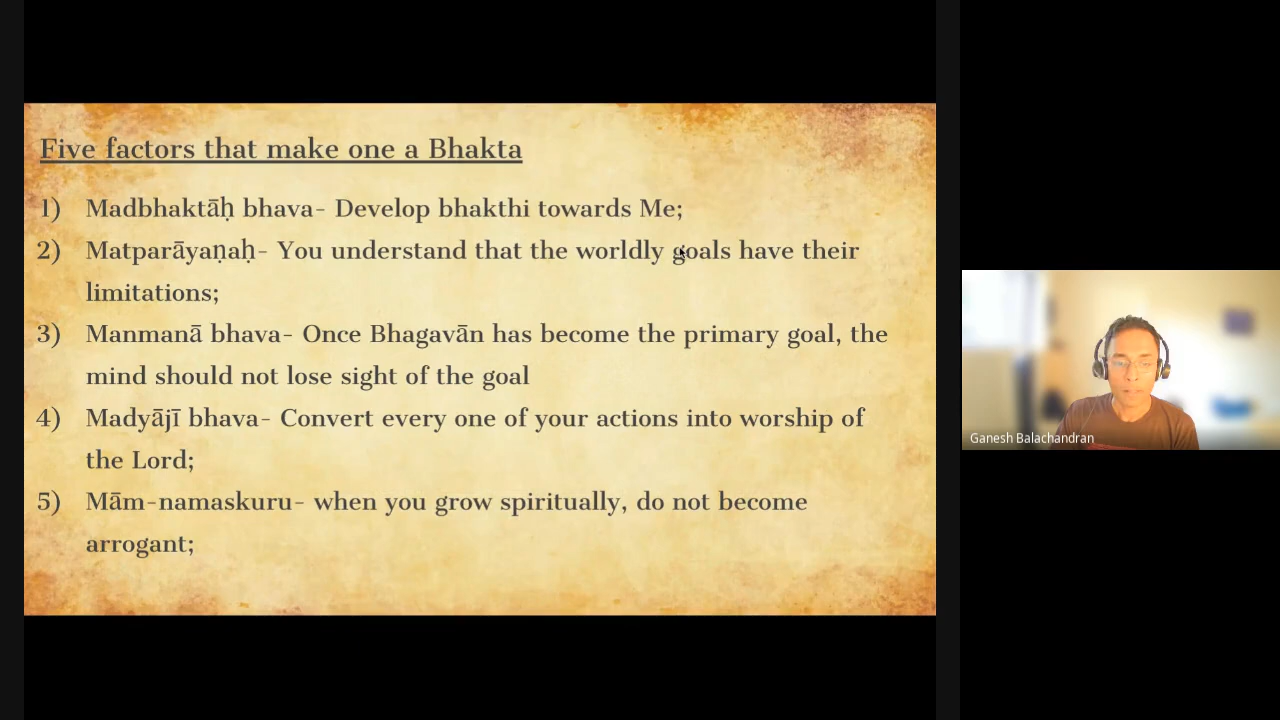 Five factors that make one a Bhakta
1) Madbhaktāḥ bhava- Develop bhakthi towards Me;
2) Matparāyaṇaḥ- You understand that the worldly goals have their
limitations;
3) Manmanā bhava- Once Bhagavān has become the primary goal, the
mind should not lose sight of the goal
4) Madyājī bhava- Convert every one of your actions into worship of
the Lord;
5) Mām-namaskuru- when you grow spiritually, do not become
arrogant;
Ganesh Balachandran